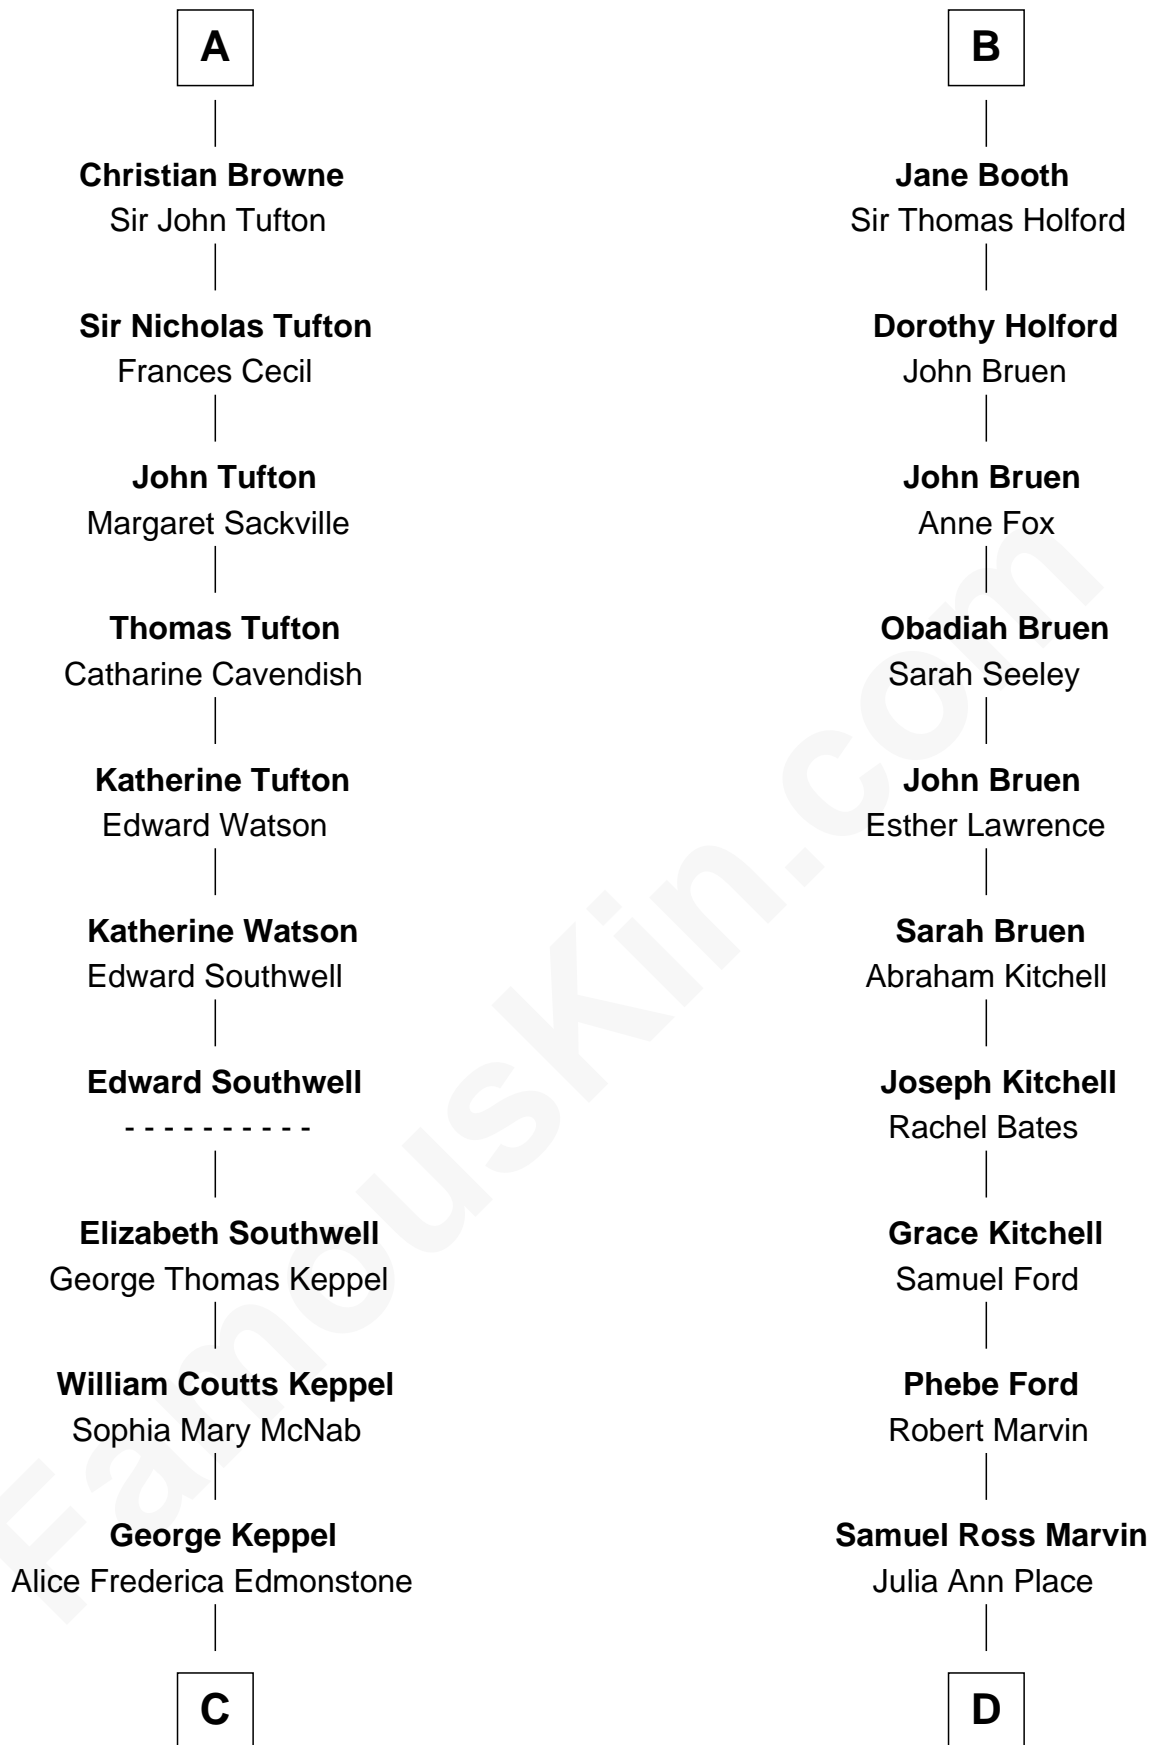 A
Christian Browne
Sir John Tufton
Sir Nicholas Tufton
Frances Cecil
John Tufton
Margaret Sackville
Thomas Tufton
Catharine Cavendish
Katherine Tufton
Edward Watson
Katherine Watson
Edward Southwell
Edward Southwell
- - - - - - - - - -
Elizabeth Southwell
George Thomas Keppel
William Coutts Keppel
Sophia Mary McNab
George Keppel
Alice Frederica Edmonstone
C
B
Jane Booth
Sir Thomas Holford
Dorothy Holford
John Bruen
John Bruen
Anne Fox
Obadiah Bruen
Sarah Seeley
John Bruen
Esther Lawrence
Sarah Bruen
Abraham Kitchell
Joseph Kitchell
Rachel Bates
Grace Kitchell
Samuel Ford
Phebe Ford
Robert Marvin
Samuel Ross Marvin
Julia Ann Place
D
FamousKin.com